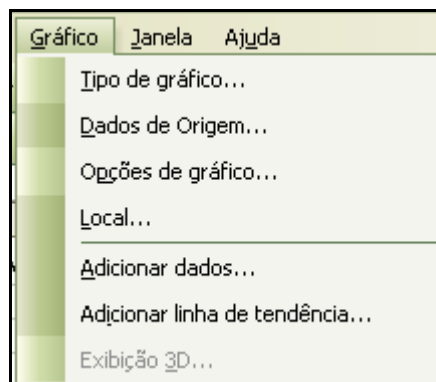 Gráfico Janela Ajuda
Tipo de gráfico...
Dados de Origem...
Opções de gráfico...
Local...
Adicionar dados...
Adicionar linha de tendência...
Exibição 3D...